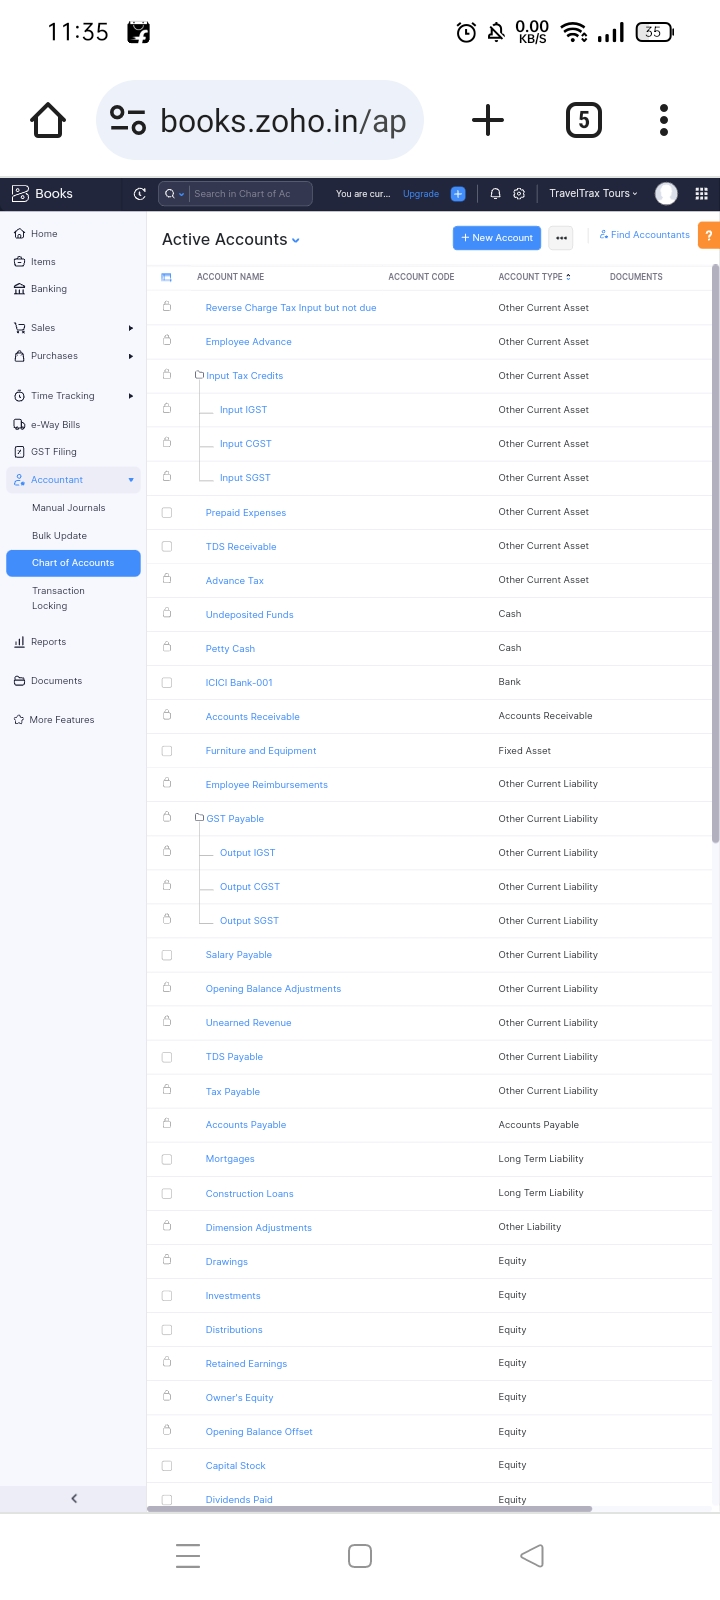 11:35
0.00
KB/S
35
books.zoho.in/ap
5
Books
Search in Chart of Ac
You are cur...
Upgrade
TravelTrax Tours
Home
Items
Banking
Sales
Purchases
Time Tracking
e-Way Bills
GST Filing
Accountant
Manual Journals
Bulk Update
Chart of Accounts
Transaction
Locking
Reports
Documents
More Features
Active Accounts
+ New Account
Find Accountants
?
ACCOUNT NAME ACCOUNT CODE ACCOUNT TYPE DOCUMENTS
Reverse Charge Tax Input but not due Other Current Asset
Employee Advance Other Current Asset
Input Tax Credits Other Current Asset
Input IGST Other Current Asset
Input CGST Other Current Asset
Input SGST Other Current Asset
Prepaid Expenses Other Current Asset
TDS Receivable Other Current Asset
Advance Tax Other Current Asset
Undeposited Funds Cash
Petty Cash Cash
ICICI Bank-001 Bank
Accounts Receivable Accounts Receivable
Furniture and Equipment Fixed Asset
Employee Reimbursements Other Current Liability
GST Payable Other Current Liability
Output IGST Other Current Liability
Output CGST Other Current Liability
Output SGST Other Current Liability
Salary Payable Other Current Liability
Opening Balance Adjustments Other Current Liability
Unearned Revenue Other Current Liability
TDS Payable Other Current Liability
Tax Payable Other Current Liability
Accounts Payable Accounts Payable
Mortgages Long Term Liability
Construction Loans Long Term Liability
Dimension Adjustments Other Liability
Drawings Equity
Investments Equity
Distributions Equity
Retained Earnings Equity
Owner's Equity Equity
Opening Balance Offset Equity
Capital Stock Equity
Dividends Paid Equity